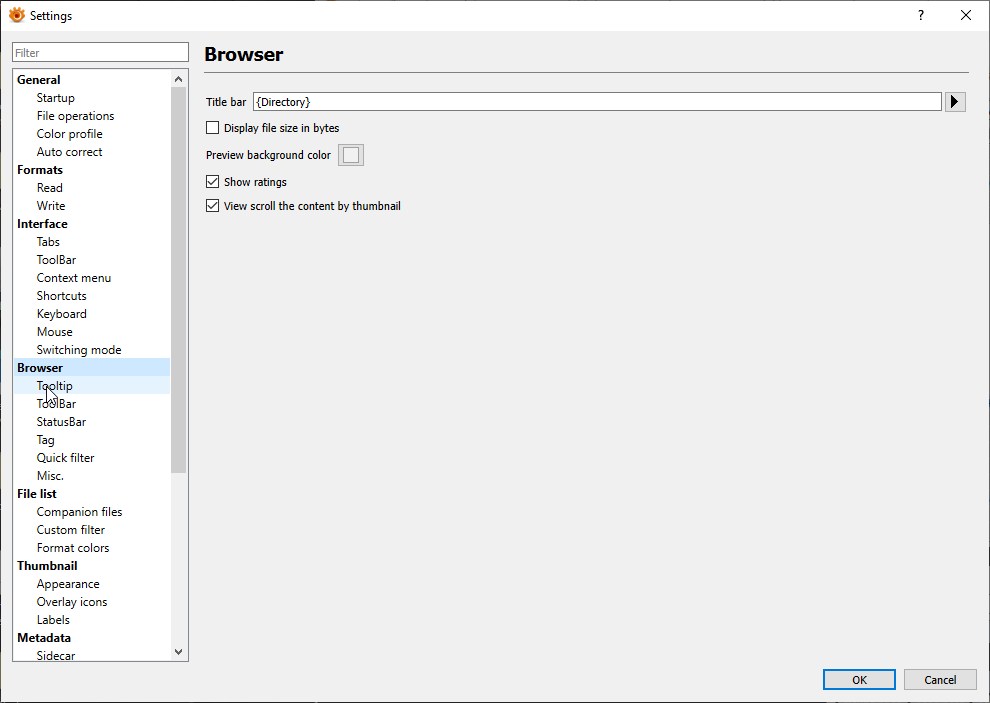 Settings
?
Filter
General
Startup
File operations
Color profile
Auto correct
Formats
Read
Write
Interface
Tabs
ToolBar
Context menu
Shortcuts
Keyboard
Mouse
Switching mode
Browser
Tooltip
ToolBar
StatusBar
Tag
Quick filter
Misc.
File list
Companion files
Custom filter
Format colors
Thumbnail
Appearance
Overlay icons
Labels
Metadata
Sidecar
Browser
Title bar {Directory}
Display file size in bytes
Preview background color
Show ratings
View scroll the content by thumbnail
OK Cancel